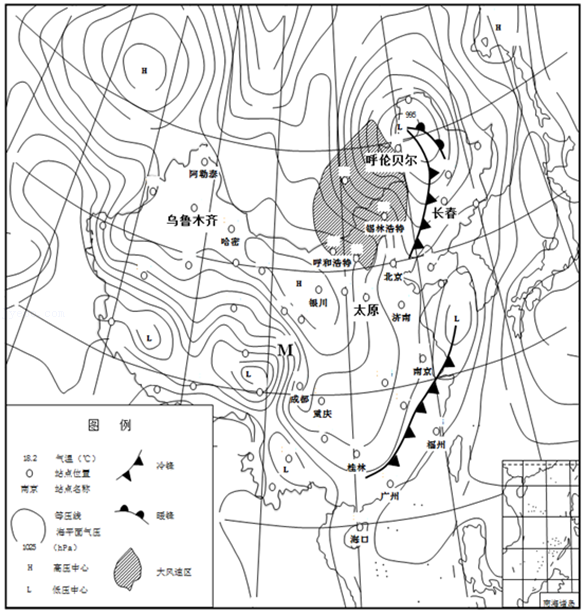 H
H
995
L
呼伦贝尔
阿勒泰
长春
乌鲁木齐
锡林浩特
哈密
呼和浩特
北京
H
银川
太原
济南
L
L
M
L
南京
成都
重庆
福州
L
桂林
广州
海口
图 例
18.2 气温(℃)
站点位置
南京 站点名称
冷锋
等压线
海平面气压
1025 (hPa)
暖锋
H 高压中心
L 低压中心
大风速区
南海诸岛